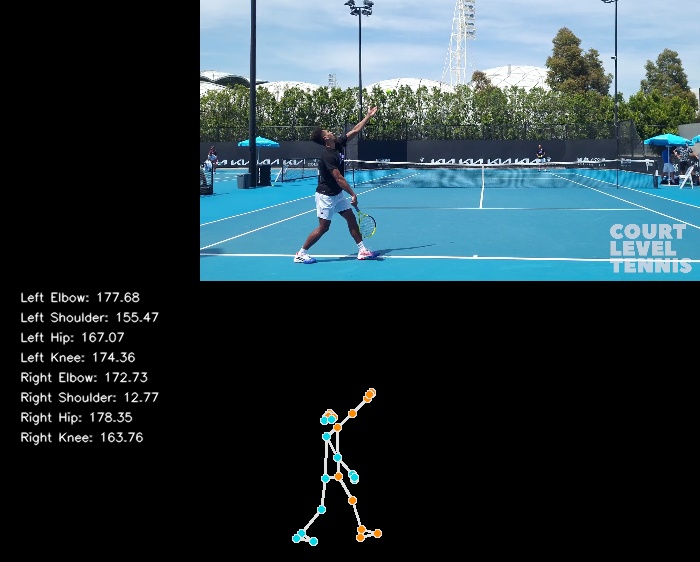 COURT
LEVEL
TENNIS
Left Elbow: 177.68
Left Shoulder: 155.47
Left Hip: 167.07
Left Knee: 174.36
Right Elbow: 172.73
Right Shoulder: 12.77
Right Hip: 178.35
Right Knee: 163.76